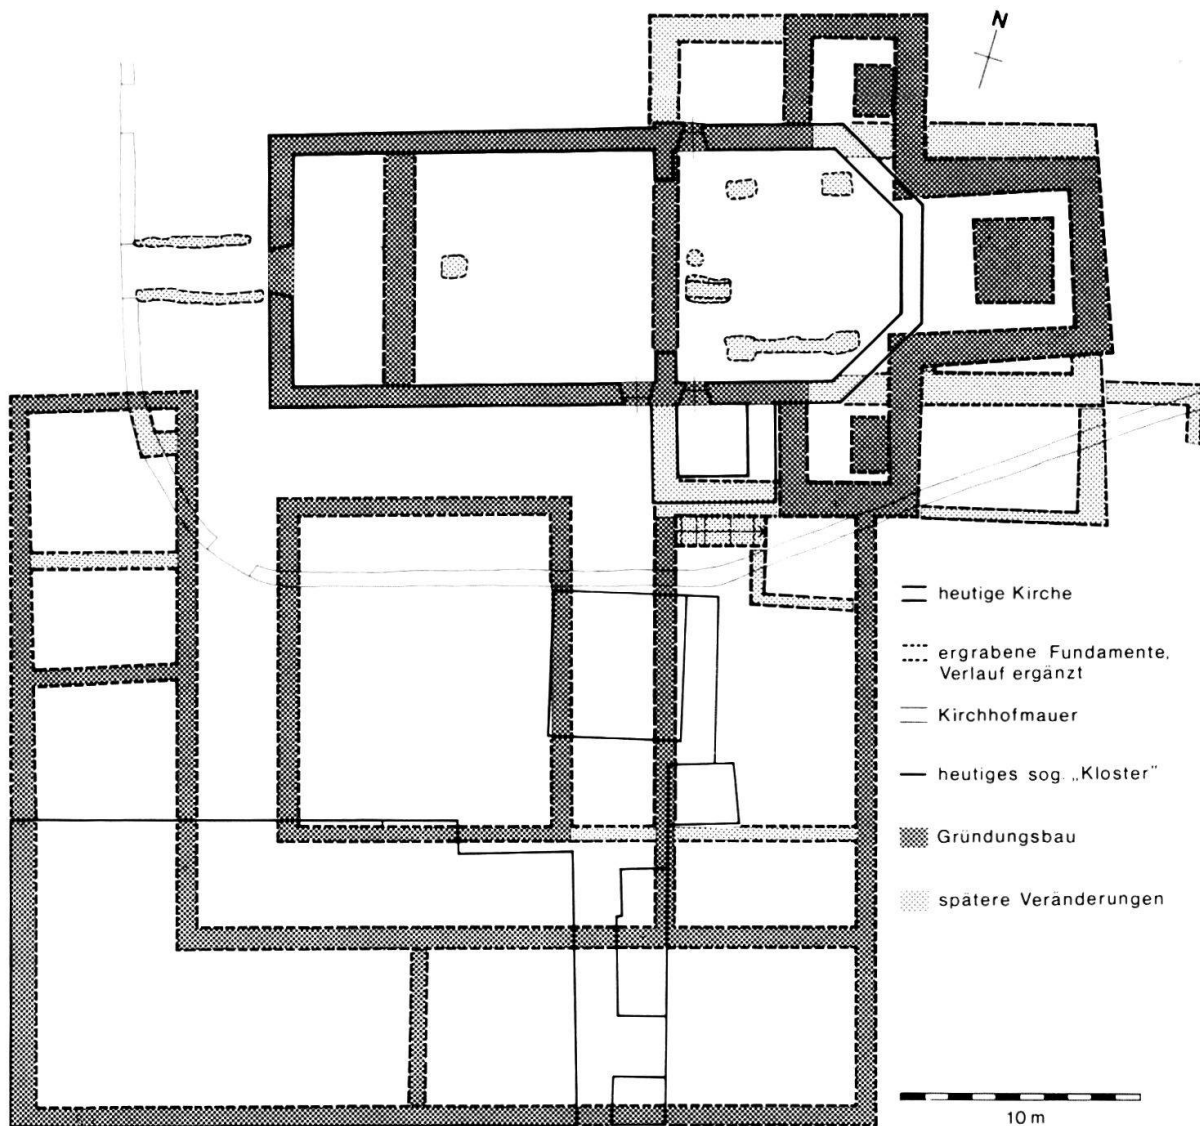 N
heutige Kirche
ergrabene Fundamente,
Verlauf ergänzt
Kirchhofmauer
heutiges sog. „Kloster”
Gründungsbau
spätere Veränderungen
10 m